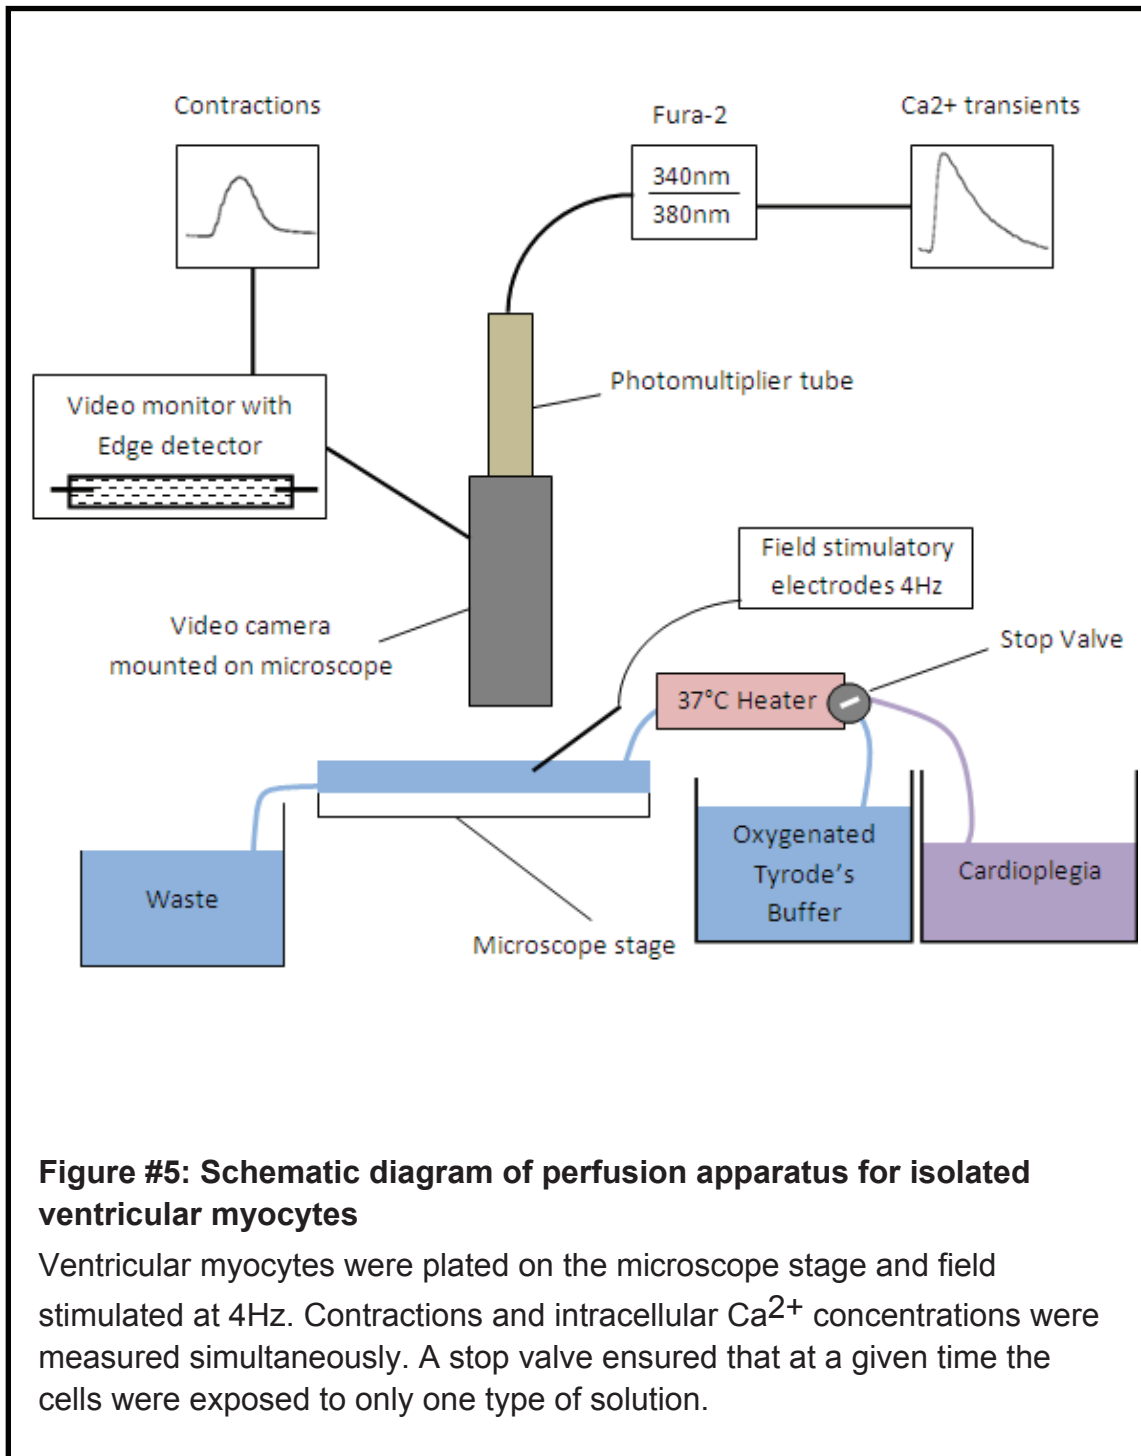 Contractions
Fura-2
Ca2+ transients
340nm
380nm
Photomultiplier tube
Video monitor with
Edge detector
Field stimulatory
electrodes 4Hz
Video camera
mounted on microscope
Stop Valve
37°C Heater
Oxygenated
Tyrode's
Buffer
Cardioplegia
Waste
Microscope stage
Figure #5: Schematic diagram of perfusion apparatus for isolated
ventricular myocytes
Ventricular myocytes were plated on the microscope stage and field
stimulated at 4Hz. Contractions and intracellular Ca2+ concentrations were
measured simultaneously. A stop valve ensured that at a given time the
cells were exposed to only one type of solution.